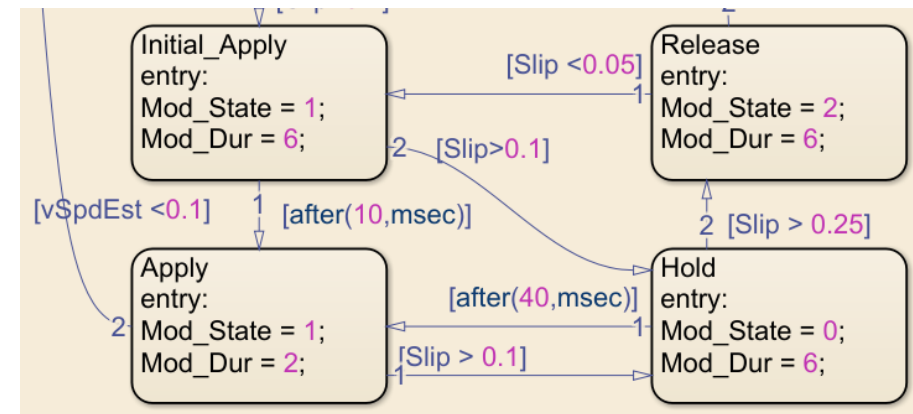 2
Initial_Apply
entry:
Mod_State = 1;
Mod_Dur = 6;
[Slip <0.05]
1
Release
entry:
Mod_State = 2;
Mod_Dur = 6;
2
[Slip>0.1]
[vSpdEst <0.1]
1
[after(10,msec)]
2
[Slip > 0.25]
Apply
entry:
Mod_State = 1;
Mod_Dur = 2;
2
[after(40,msec)]
1
[Slip > 0.1]
1
Hold
entry:
Mod_State = 0;
Mod_Dur = 6;